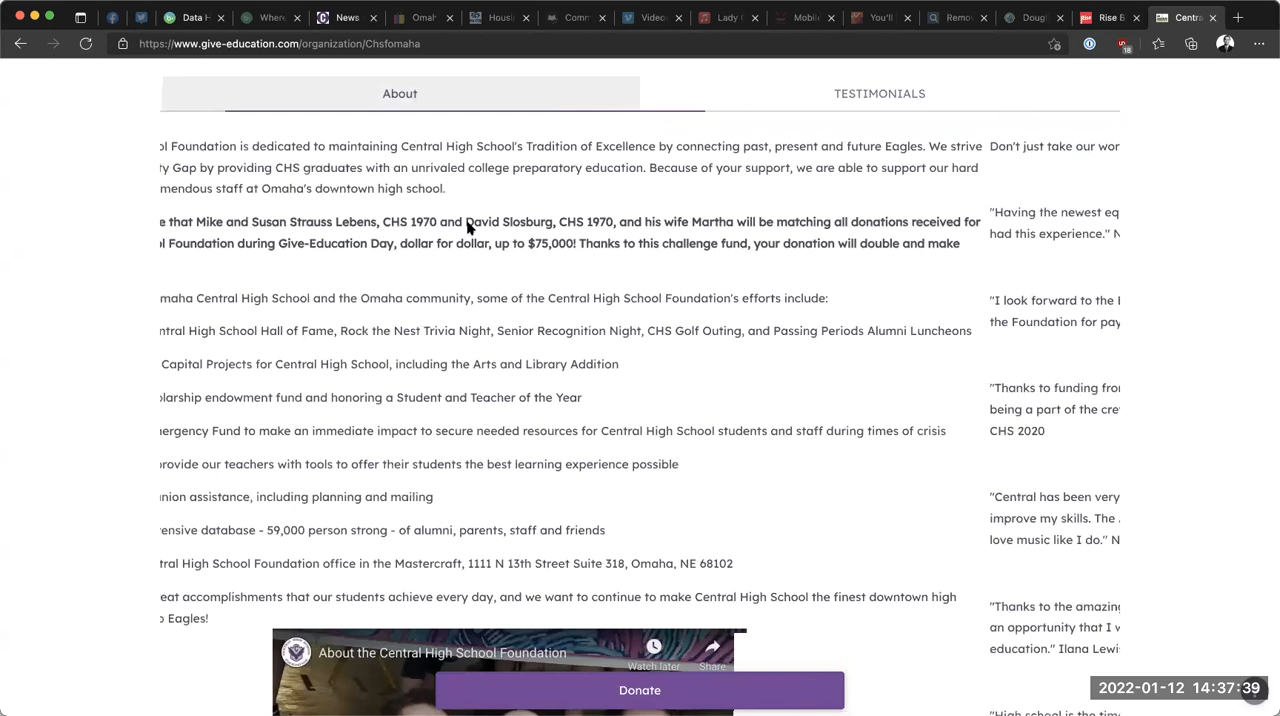 Data H
Where
News
Omah
Housi
Comm
Video
Lady (
Mobile
You'll
Remov
Dougl
Rise B
Centra
https://www.give-education.com/organization/Chsfomaha
18
About
TESTIMONIALS
ol Foundation is dedicated to maintaining Central High School's Tradition of Excellence by connecting past, present and future Eagles. We strive
ty Gap by providing CHS graduates with an unrivaled college preparatory education. Because of your support, we are able to support our hard
mendous staff at Omaha's downtown high school.
e that Mike and Susan Strauss Lebens, CHS 1970 and David Slosburg, CHS 1970, and his wife Martha will be matching all donations received for
ol Foundation during Give-Education Day, dollar for dollar, up to $75,000! Thanks to this challenge fund, your donation will double and make
maha Central High School and the Omaha community, some of the Central High School Foundation's efforts include:
ntral High School Hall of Fame, Rock the Nest Trivia Night, Senior Recognition Night, CHS Golf Outing, and Passing Periods Alumni Luncheons
Capital Projects for Central High School, including the Arts and Library Addition
olarship endowment fund and honoring a Student and Teacher of the Year
mergency Fund to make an immediate impact to secure needed resources for Central High School students and staff during times of crisis
provide our teachers with tools to offer their students the best learning experience possible
union assistance, including planning and mailing
ensive database - 59,000 person strong - of alumni, parents, staff and friends
tral High School Foundation office in the Mastercraft, 1111 N 13th Street Suite 318, Omaha, NE 68102
eat accomplishments that our students achieve every day, and we want to continue to make Central High School the finest downtown high
o Eagles!
Don't just take our wor
"Having the newest eq
had this experience." N
"I look forward to the E
the Foundation for pay
"Thanks to funding from
being a part of the cre
CHS 2020
"Central has been very
improve my skills. The
love music like I do." N
"Thanks to the amazing
an opportunity that I w
education." Ilana Lewis
"High school is the time
About the Central High School Foundation
Watch later
Share
Donate
2022-01-12 14:37:39